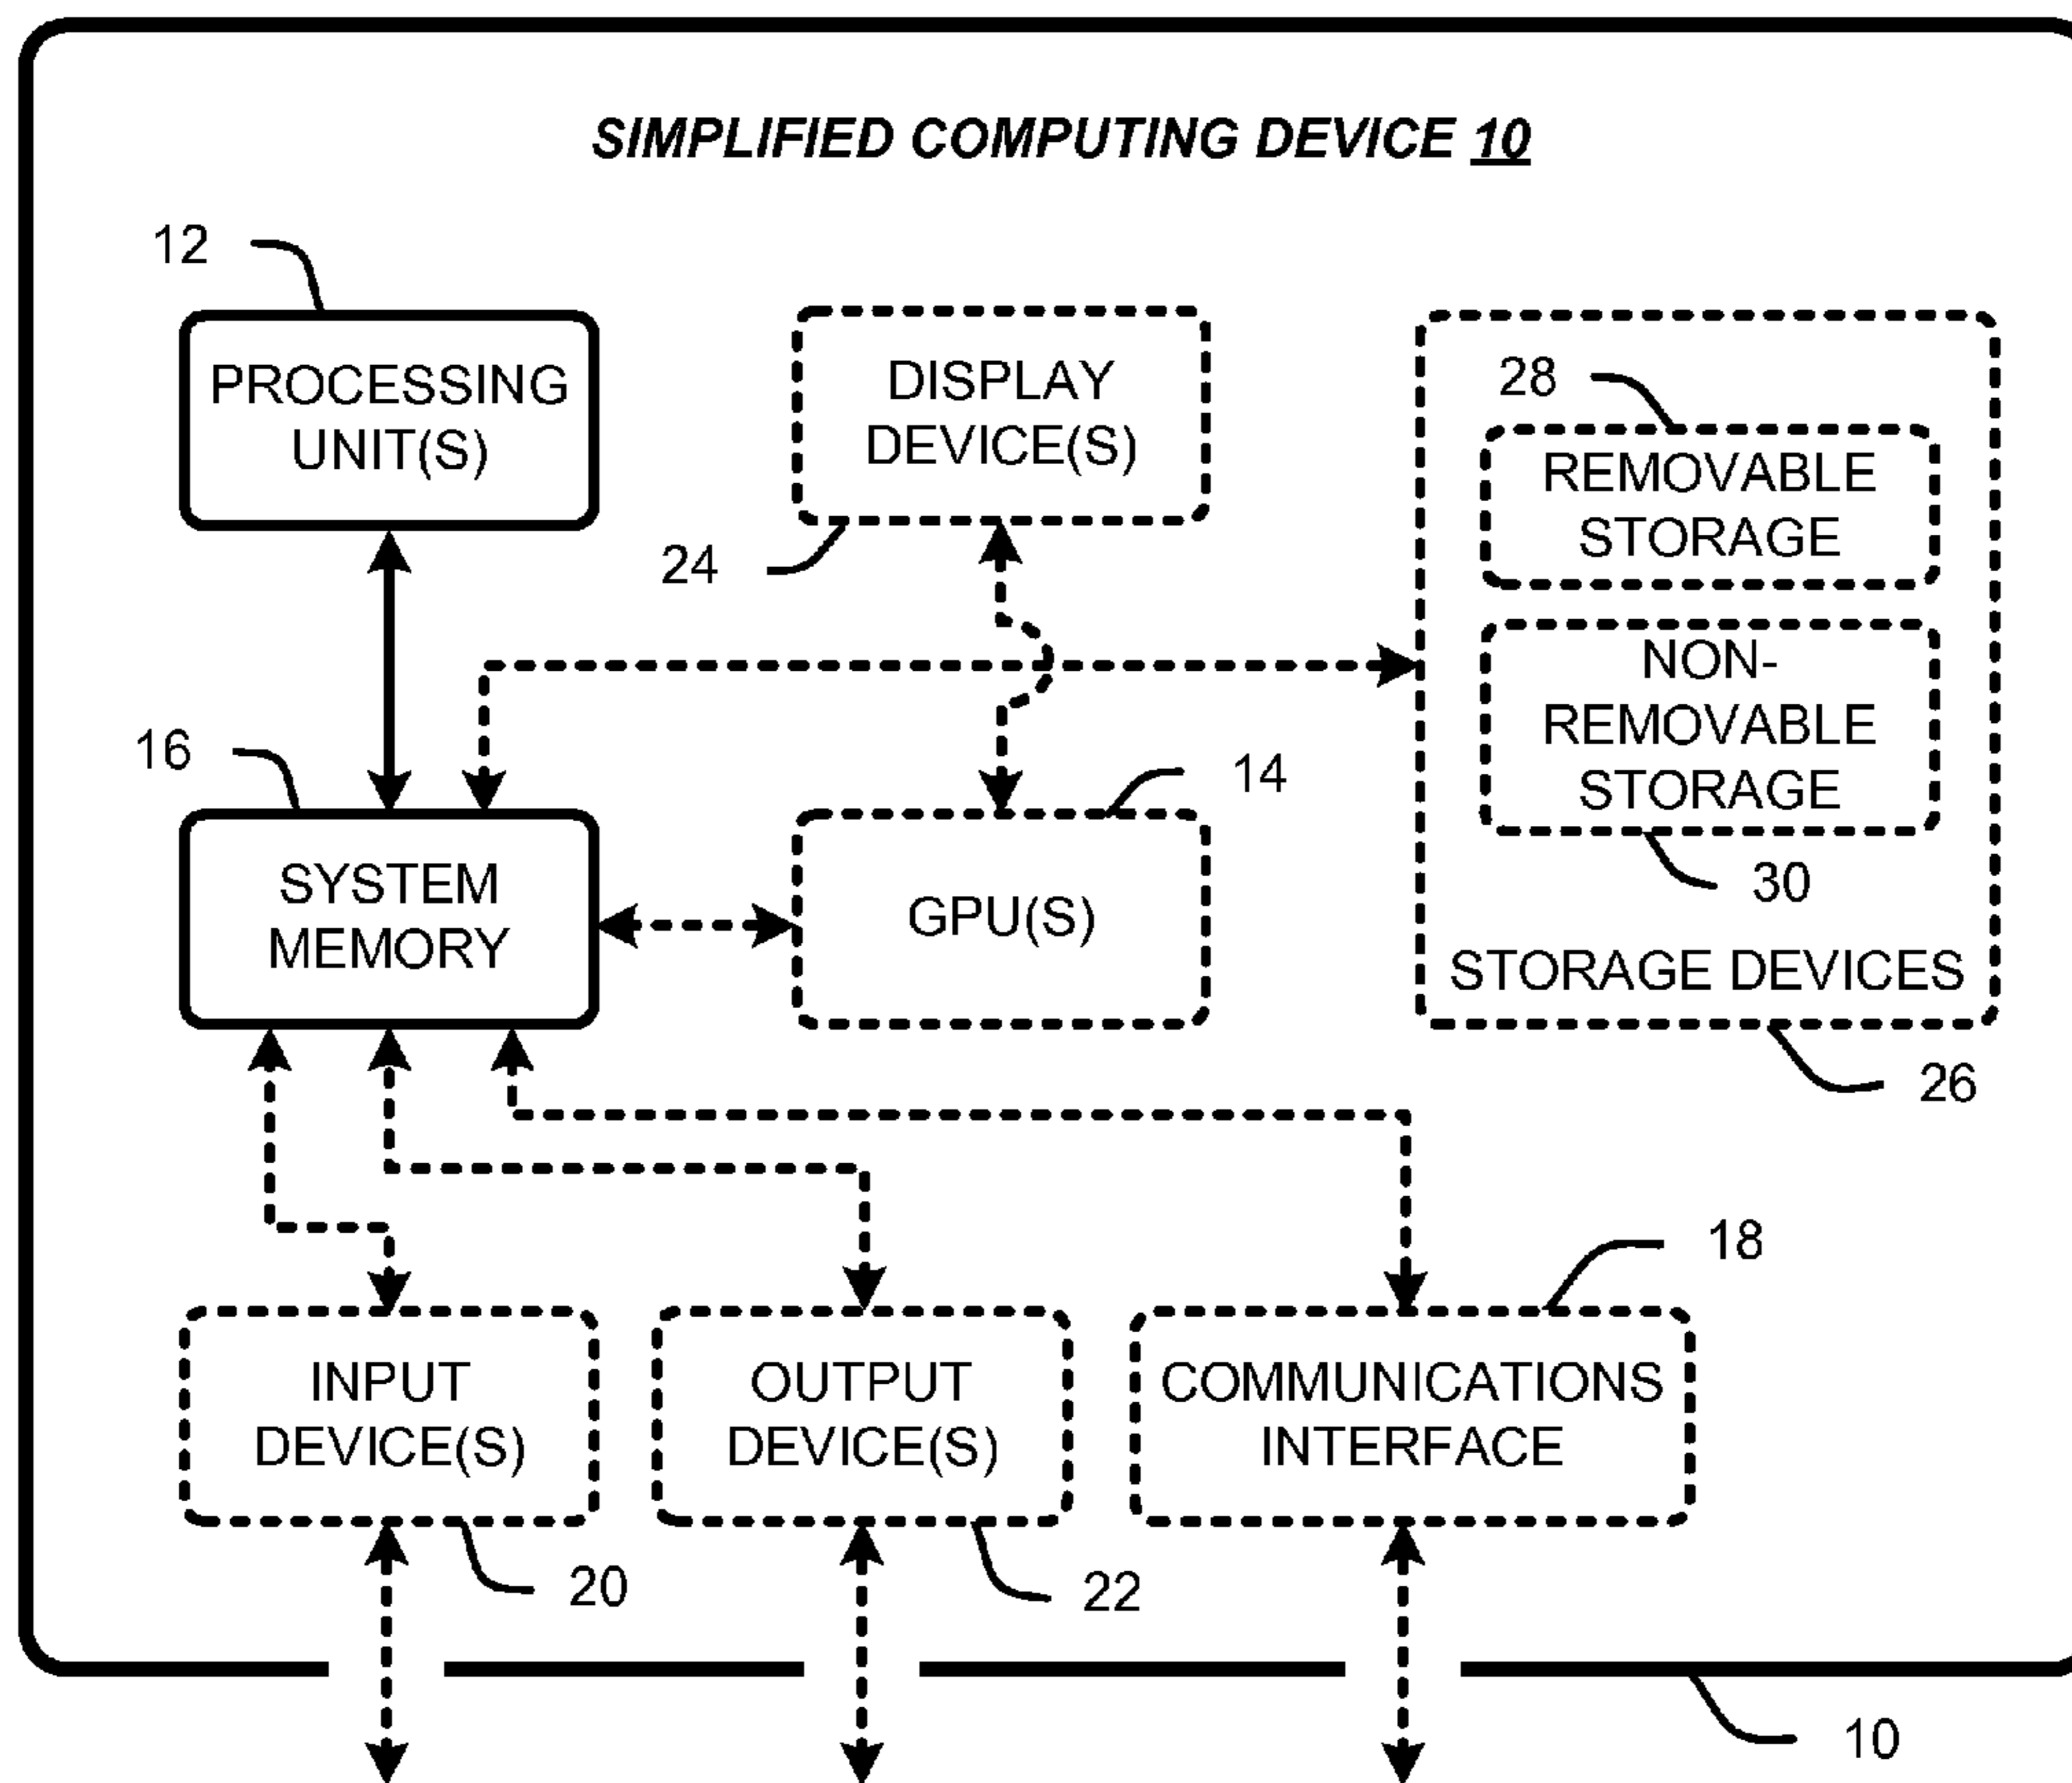 SIMPLIFIED COMPUTING DEVICE 10
12
PROCESSING
UNIT(S)
DISPLAY
DEVICE(S)
24
28
REMOVABLE
STORAGE
NON-
REMOVABLE
STORAGE
30
STORAGE DEVICES
26
16
SYSTEM
MEMORY
14
GPU(S)
18
INPUT
DEVICE(S)
20
OUTPUT
DEVICE(S)
22
COMMUNICATIONS
INTERFACE
10